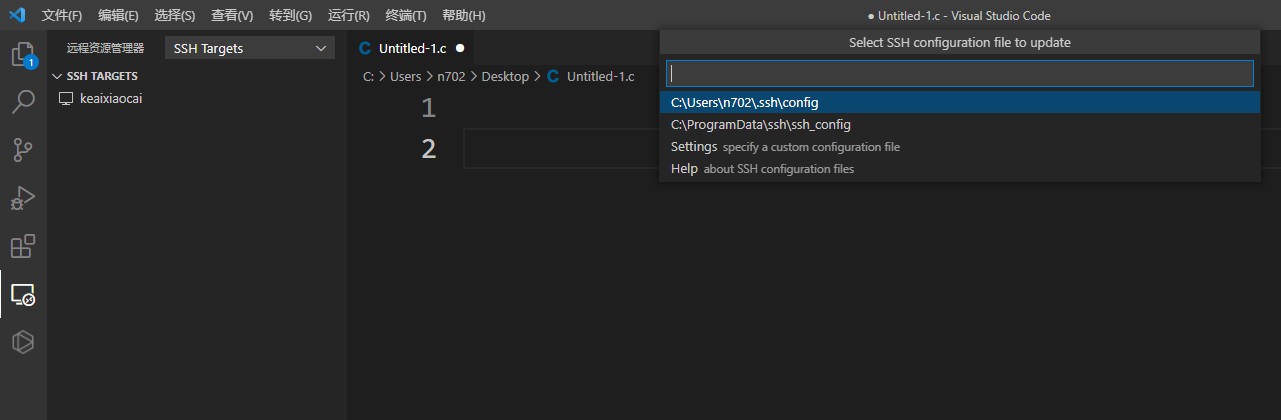 文件(F) 编辑(E) 选择(S) 查看(V) 转到(G) 运行(R) 终端(T) 帮助(H) ● Untitled-1.c - Visual Studio Code
远程资源管理器 SSH Targets
SSH TARGETS
keaixiaocai
1
Untitled-1.c ●
C: > Users > n702 > Desktop > C Untitled-1.c
1
2
Select SSH configuration file to update
C:\Users\n702\.ssh\config
C:\ProgramData\ssh\ssh_config
Settings specify a custom configuration file
Help about SSH configuration files